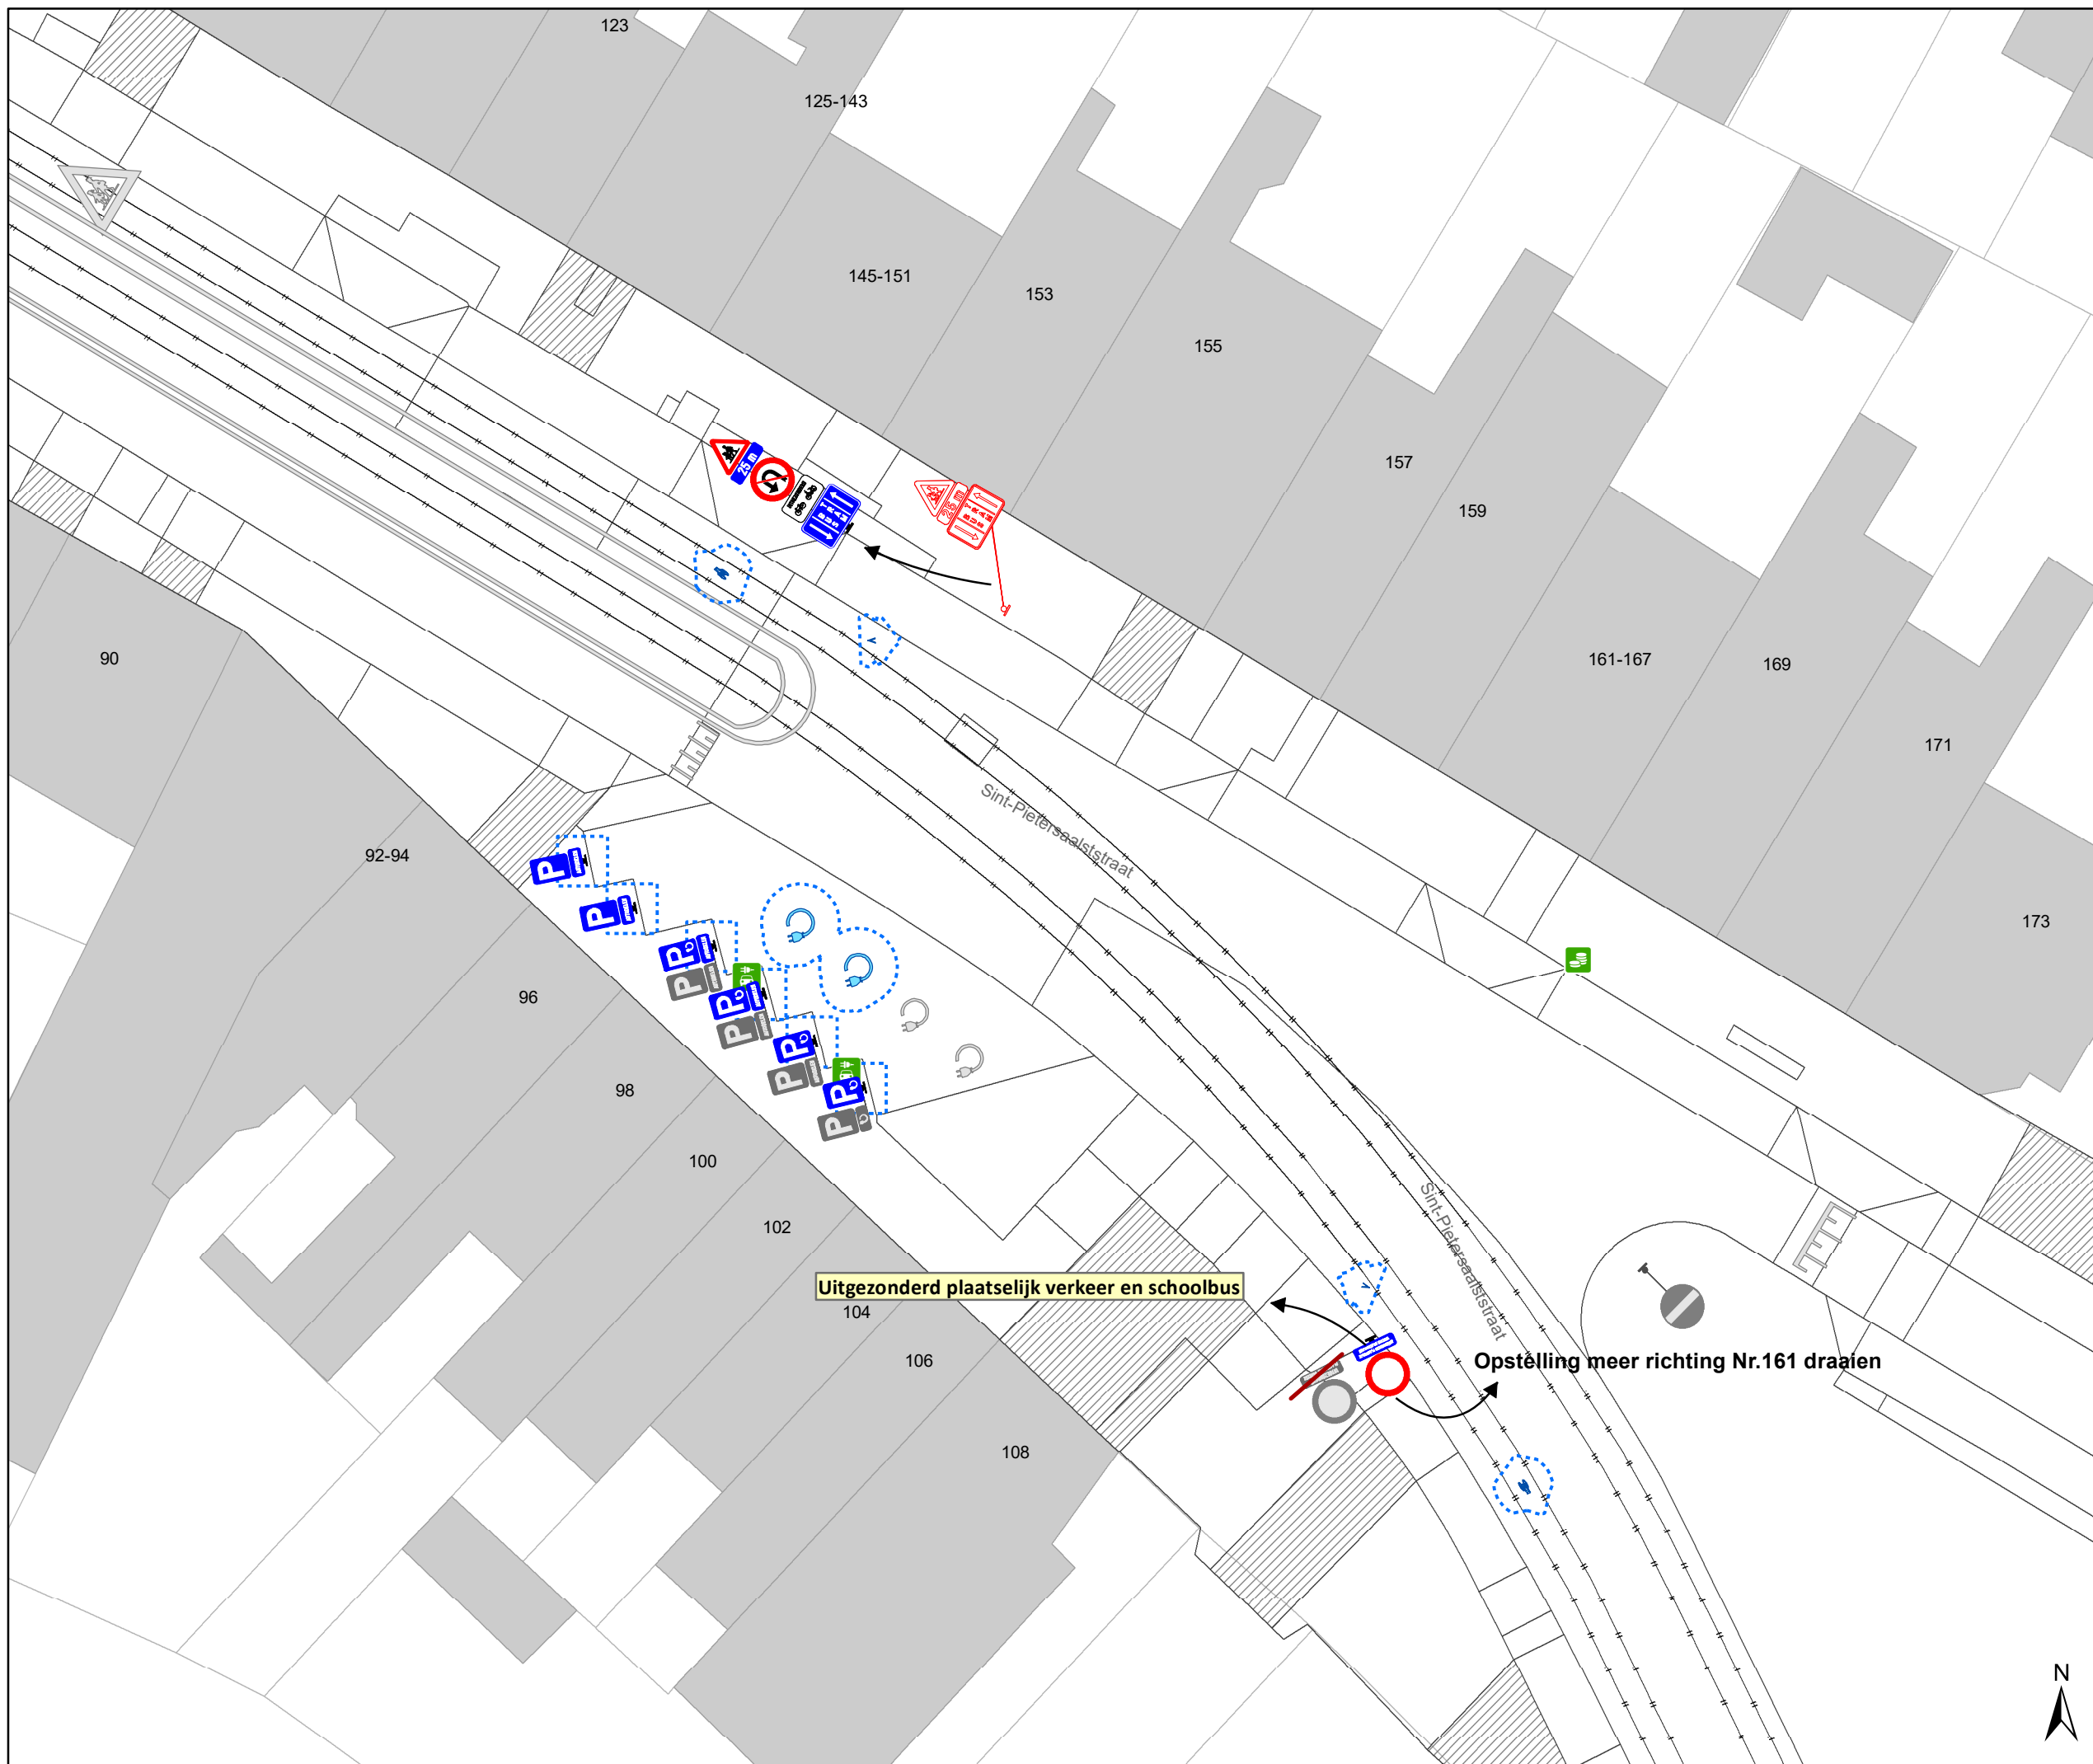 123
125-143
145-151
153
155
25 m
25 m
157
159
90
161-167
169
171
Sint-Pietersaalststraat
92-94
P
P
173
P
P
96
P
P
98
P
P
P
P
100
102
Sint-Pietersaalststraat
Uitgezonderd plaatselijk verkeer en schoolbus
104
106
Opstelling meer richting Nr.161 draaien
108
N